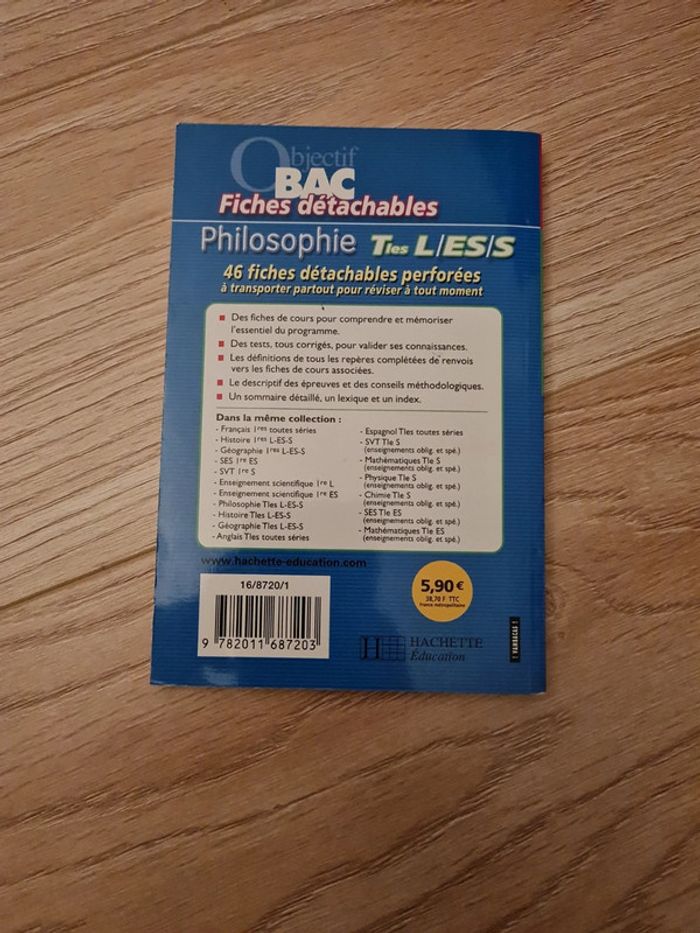 Objectif
BAC
Fiches détachables
Philosophie Tles L/ES/S
46 fiches détachables perforées
à transporter partout pour réviser à tout moment
Des fiches de cours pour comprendre et mémoriser
l'essentiel du programme.
Des tests, tous corrigés, pour valider ses connaissances.
Les définitions de tous les repères complétées de renvois
vers les fiches de cours associées.
Le descriptif des épreuves et des conseils méthodologiques.
Un sommaire détaillé, un lexique et un index.
Dans la même collection :
- Français 1res toutes séries
- Histoire 1res L-ES-S
- Géographie 1res L-ES-S
- SES 1re ES
- SVT 1re S
- Enseignement scientifique 1re L
- Enseignement scientifique 1re ES
- Philosophie Tles L-ES-S
- Histoire Tles L-ES-S
- Géographie Tles L-ES-S
- Anglais Tles toutes séries
- Espagnol Tles toutes séries
- SVT Tle S
(enseignements oblig. et spé.)
- Mathématiques Tle S
(enseignements oblig. et spé.)
- Physique Tle S
(enseignements oblig. et spé.)
- Chimie Tle S
(enseignements oblig. et spé.)
- SES Tle ES
(enseignements oblig. et spé.)
- Mathématiques Tle ES
(enseignements oblig. et spé.)
www.hachette-education.com
16/8720/1
9 782011 687203
5,90 €
38,70 F TTC
France métropolitaine
H HACHETTE
Éducation
! VAMBACAS !